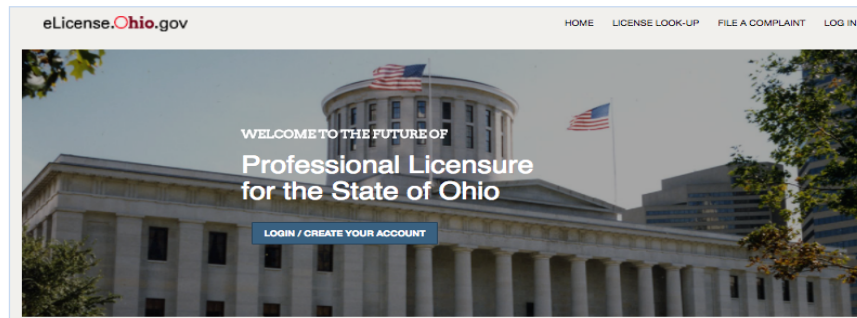 eLicense.Ohio.gov
HOME LICENSE LOOK-UP FILE A COMPLAINT LOG IN
WELCOME TO THE FUTURE OF
Professional Licensure
for the State of Ohio
LOGIN / CREATE YOUR ACCOUNT